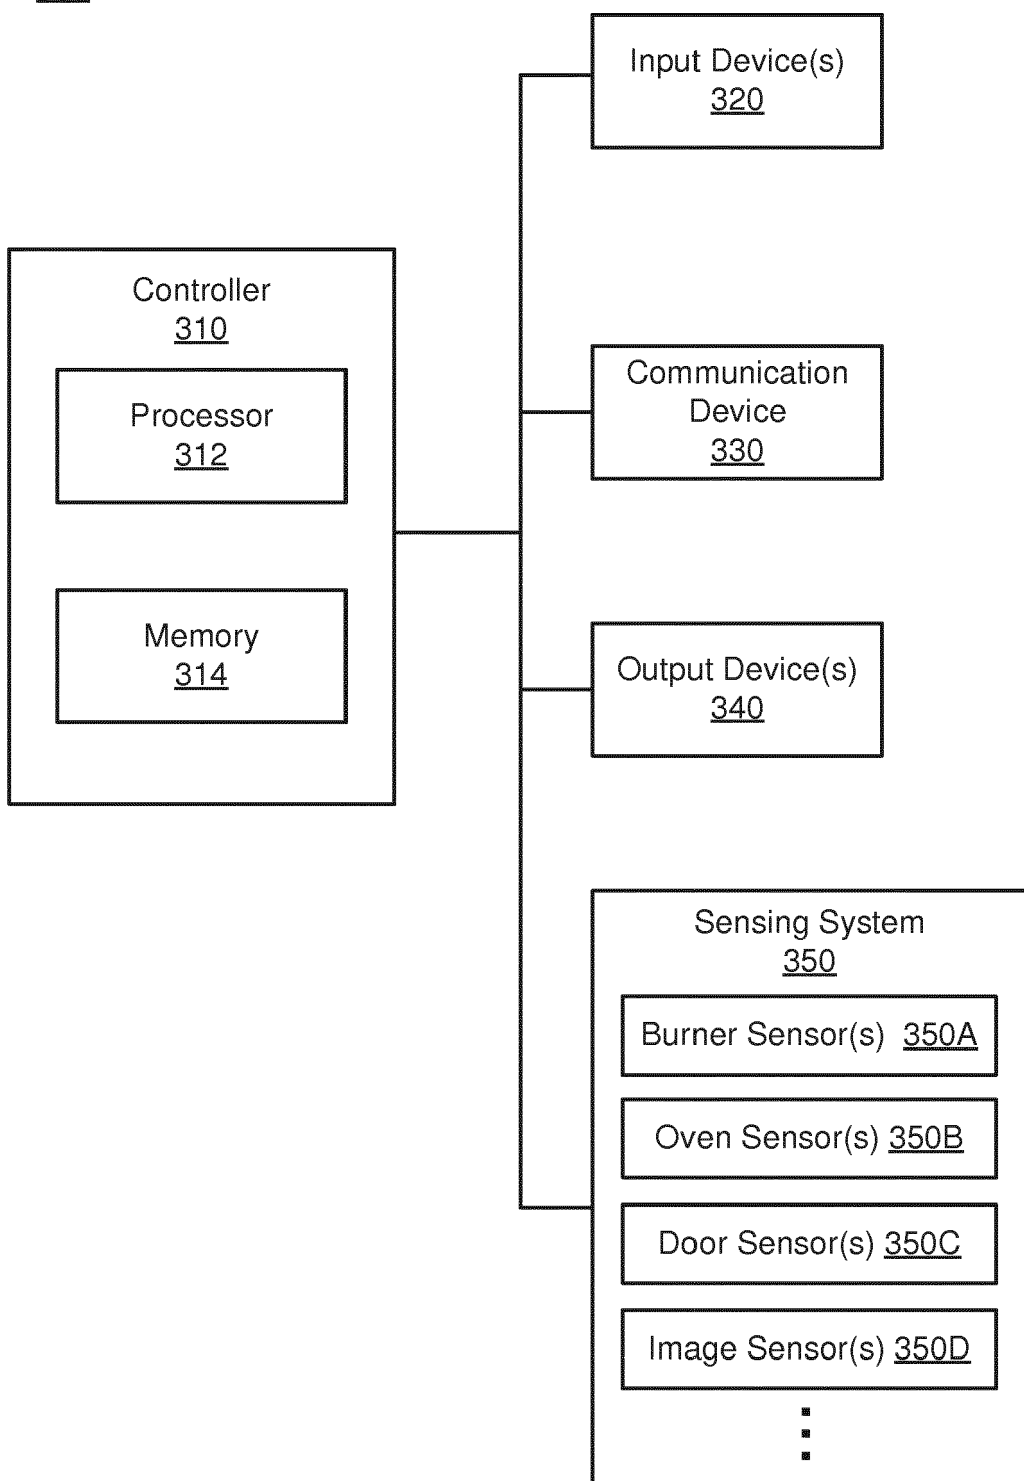 Input Device(s)
320
Controller
310
Processor
312
Memory
314
Communication
Device
330
Output Device(s)
340
Sensing System
350
Burner Sensor(s) 350A
Oven Sensor(s) 350B
Door Sensor(s) 350C
Image Sensor(s) 350D